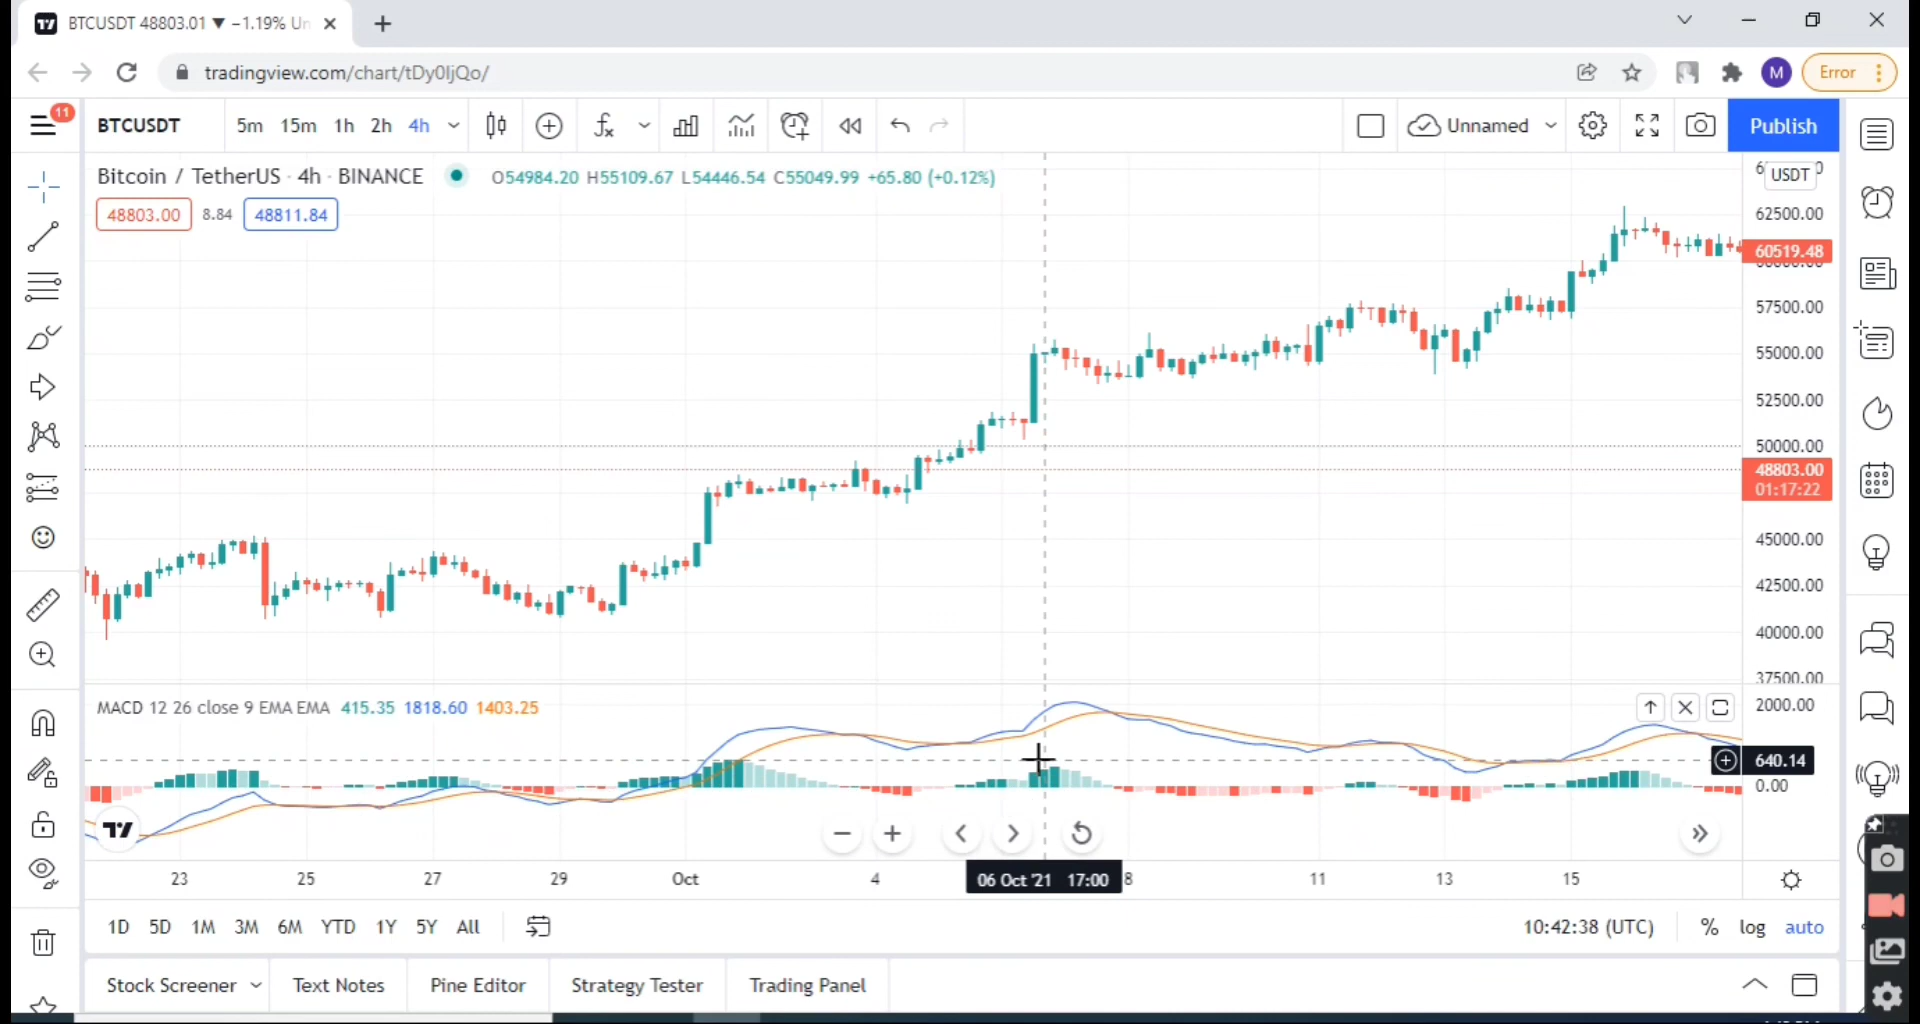 BTCUSDT 48803.01 ▼ −1.19% Un
tradingview.com/chart/tDy0IjQo/
M
Error
11
BTCUSDT 5m 15m 1h 2h 4h
Unnamed
Publish
Bitcoin / TetherUS · 4h · BINANCE O54984.20 H55109.67 L54446.54 C55049.99 +65.80 (+0.12%)
48803.00 8.84 48811.84
USDT
62500.00
60519.48
57500.00
55000.00
52500.00
50000.00
48803.00
01:17:22
45000.00
42500.00
40000.00
37500.00
MACD 12 26 close 9 EMA EMA 415.35 1818.60 1403.25
2000.00
640.14
0.00
23 25 27 29 Oct 4 06 Oct '21 17:00 8 11 13 15
1D 5D 1M 3M 6M YTD 1Y 5Y All
10:42:38 (UTC) % log auto
Stock Screener Text Notes Pine Editor Strategy Tester Trading Panel